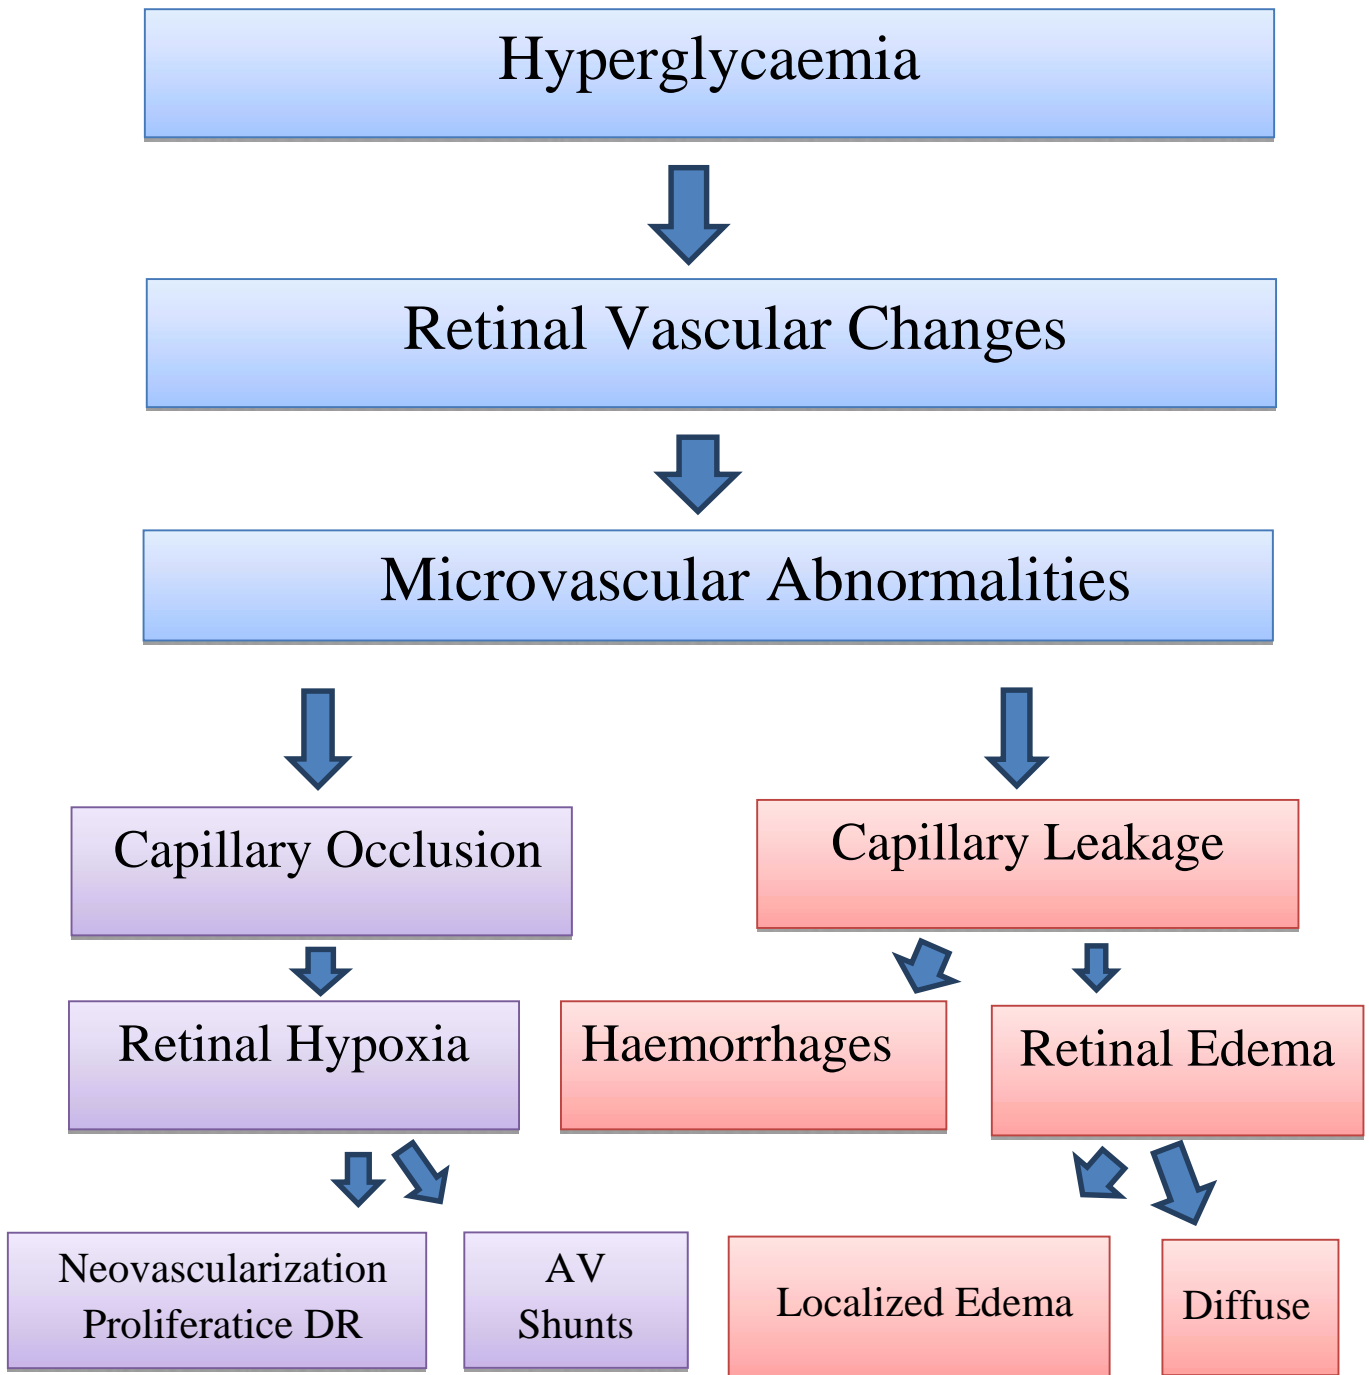 Hyperglycaemia
Retinal Vascular Changes
Microvascular Abnormalities
Capillary Occlusion
Capillary Leakage
Retinal Hypoxia
Haemorrhages
Retinal Edema
Neovascularization
Proliferatice DR
AV
Shunts
Localized Edema
Diffuse